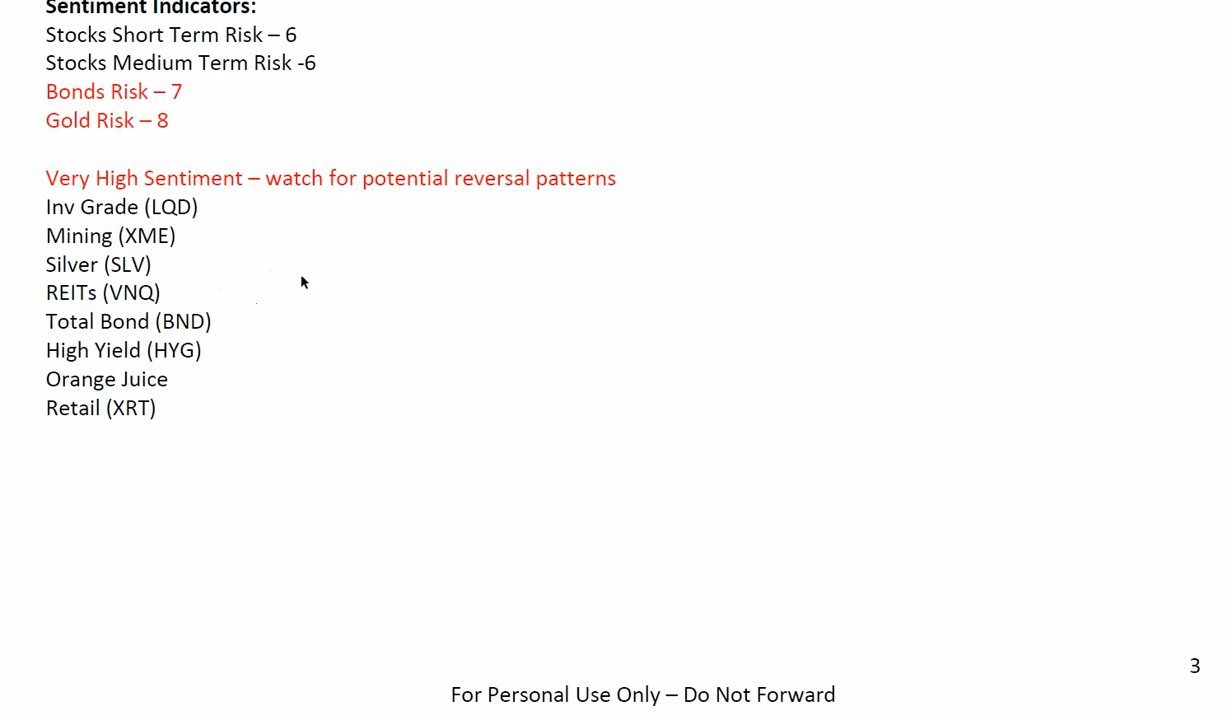 Sentiment Indicators:
Stocks Short Term Risk – 6
Stocks Medium Term Risk -6
Bonds Risk – 7
Gold Risk – 8
Very High Sentiment – watch for potential reversal patterns
Inv Grade (LQD)
Mining (XME)
Silver (SLV)
REITs (VNQ)
Total Bond (BND)
High Yield (HYG)
Orange Juice
Retail (XRT)
3
For Personal Use Only – Do Not Forward